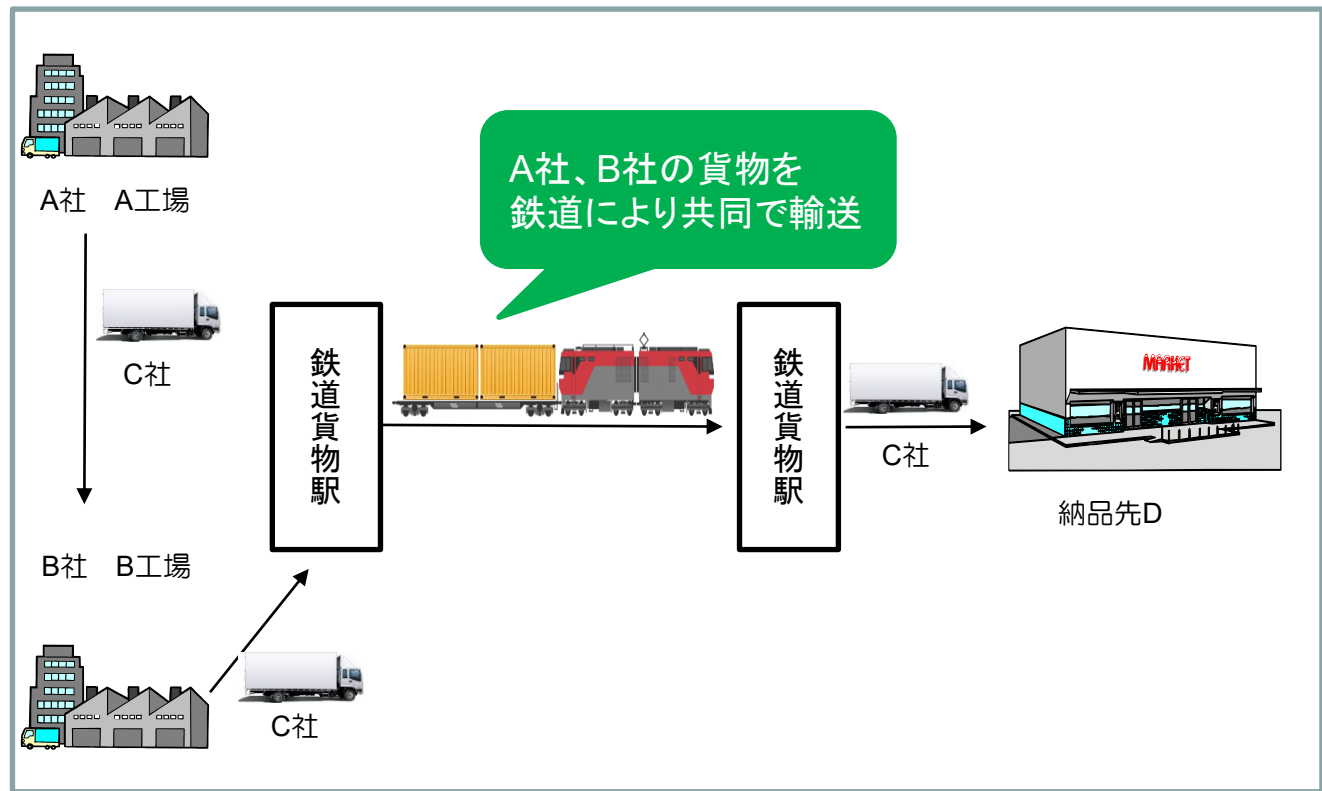 A社　A工場
A社、B社の貨物を
鉄道により共同で輸送
C社
鉄道貨物駅
鉄道貨物駅
MARKET
C社
納品先D
B社　B工場
C社